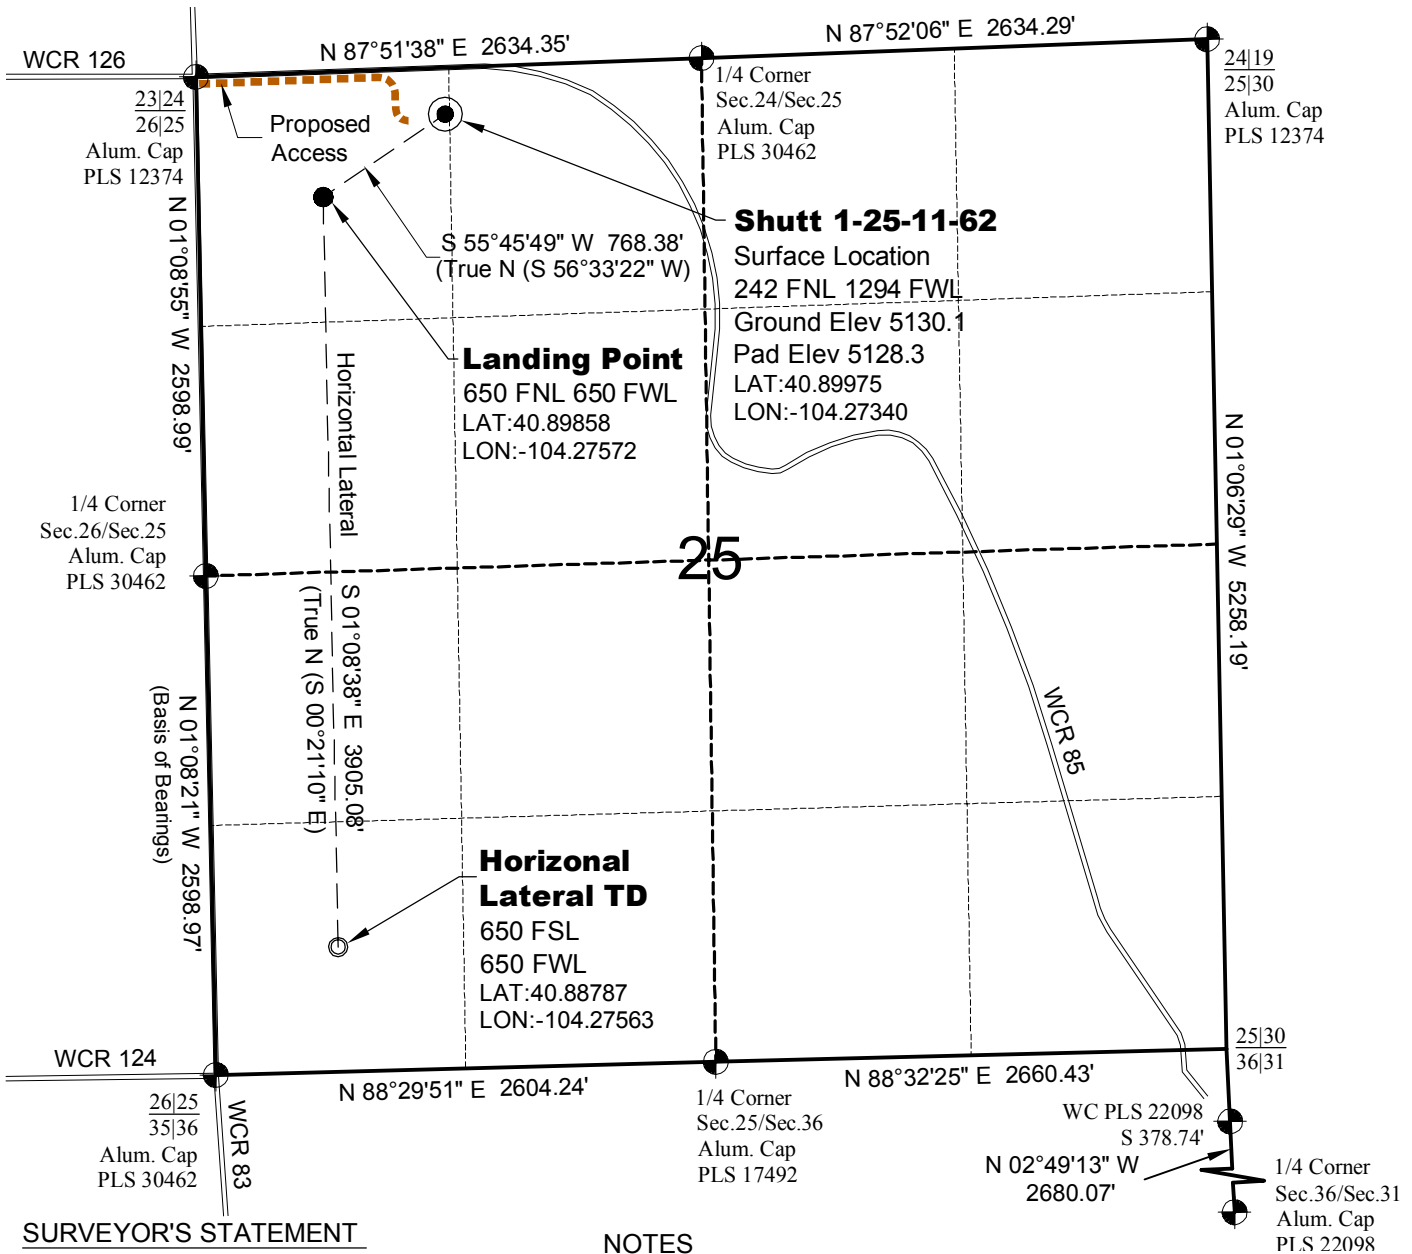 WCR 126
N 87°51'38" E 2634.35'
N 87°52'06" E 2634.29'
23|24
26|25
Alum. Cap
PLS 12374
Proposed
Access
1/4 Corner
Sec.24/Sec.25
Alum. Cap
PLS 30462
24|19
25|30
Alum. Cap
PLS 12374
N 01°08'55" W 2598.99'
S 55°45'49" W 768.38'
(True N (S 56°33'22" W)
Shutt 1-25-11-62
Surface Location
242 FNL 1294 FWL
Ground Elev 5130.1
Pad Elev 5128.3
LAT:40.89975
LON:-104.27340
Landing Point
650 FNL 650 FWL
LAT:40.89858
LON:-104.27572
Horizontal Lateral
S 01°08'38" E 3905.08'
(True N (S 00°21'10" E)
N 01°06'29" W 5258.19'
1/4 Corner
Sec.26/Sec.25
Alum. Cap
PLS 30462
25
N 01°08'21" W 2598.97'
(Basis of Bearings)
WCR 85
Horizonal
Lateral TD
650 FSL
650 FWL
LAT:40.88787
LON:-104.27563
WCR 124
N 88°29'51" E 2604.24'
N 88°32'25" E 2660.43'
25|30
36|31
26|25
35|36
Alum. Cap
PLS 30462
WCR 83
1/4 Corner
Sec.25/Sec.36
Alum. Cap
PLS 17492
WC PLS 22098
S 378.74'
N 02°49'13" W
2680.07'
1/4 Corner
Sec.36/Sec.31
Alum. Cap
PLS 22098
SURVEYOR'S STATEMENT
NOTES